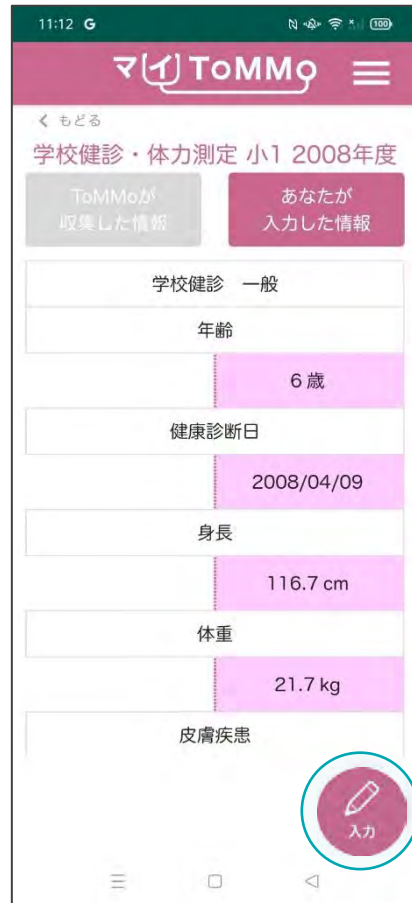 11:12 G
100
マイToMMo
もどる
学校健診・体力測定 小1 2008年度
ToMMoが
収集した情報
あなたが
入力した情報
学校健診 一般
年齢
6歳
健康診断日
2008/04/09
身長
116.7 cm
体重
21.7 kg
皮膚疾患
入力